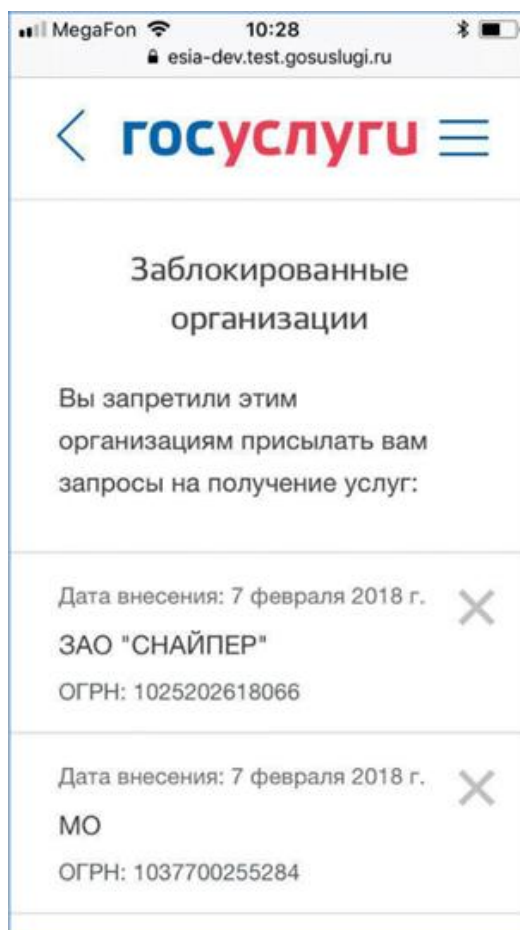 MegaFon 10:28
esia-dev.test.gosuslugi.ru
госуслуги
Заблокированные
организации
Вы запретили этим
организациям присылать вам
запросы на получение услуг:
Дата внесения: 7 февраля 2018 г.
ЗАО "СНАЙПЕР"
ОГРН: 1025202618066
Дата внесения: 7 февраля 2018 г.
МО
ОГРН: 1037700255284